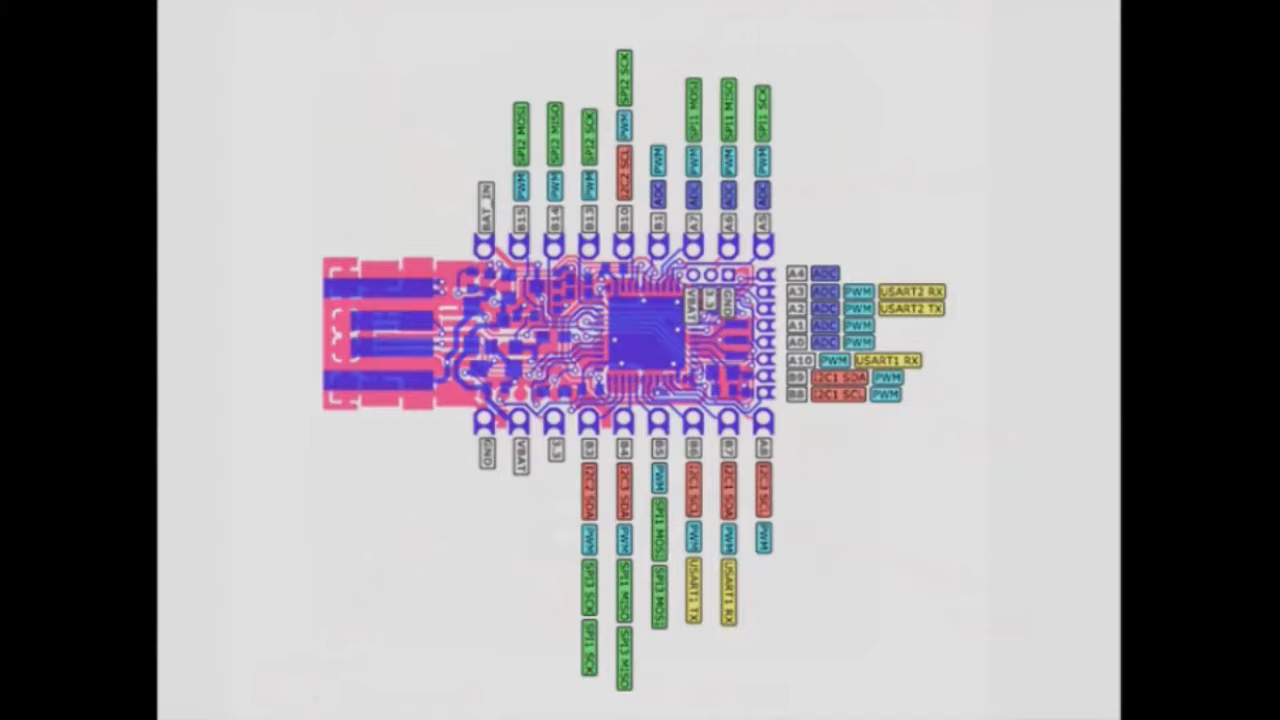 BAT_IN
B15 PWM SPI2 MOSI
B14 PWM SPI2 MISO
B13 PWM SPI2 SCK
B10 I2C2 SCL PWM SPI2 SCK
B1 ADC PWM
A7 ADC PWM SPI1 MOSI
A6 ADC PWM SPI1 MISO
A5 ADC PWM SPI1 SCK
VBAT
3.3
GND
A4 ADC
A3 ADC PWM USART2 RX
A2 ADC PWM USART2 TX
A1 ADC PWM
A0 ADC PWM
A10 PWM USART1 RX
B9 I2C1 SDA PWM
B8 I2C1 SCL PWM
GND
VBAT
3.3
B3 I2C2 SDA PWM SPI3 SCK SPI1 SCK
B4 I2C3 SDA PWM SPI1 MISO SPI3 MISO
B5 PWM SPI1 MOSI SPI3 MOSI
B6 I2C1 SCL PWM USART1 TX
B7 I2C1 SDA PWM USART1 RX
A8 I2C3 SCL PWM